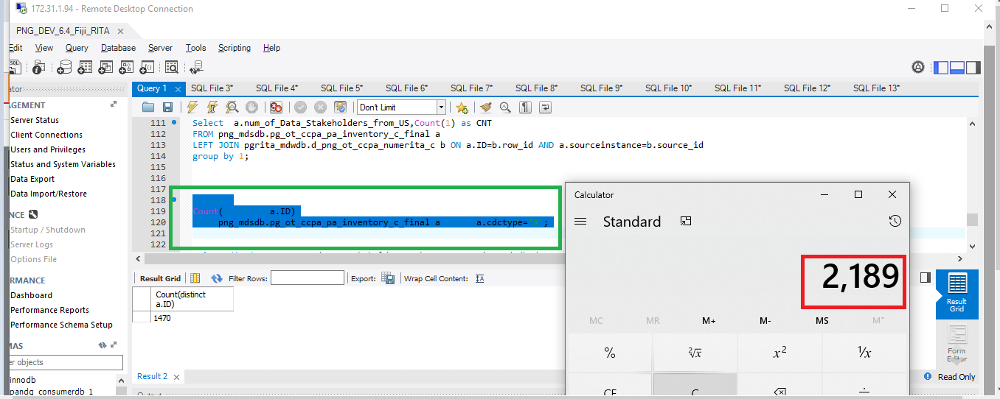 172.31.1.94 - Remote Desktop Connection
PNG_DEV_6.4_Fiji_RITA
Edit View Query Database Server Tools Scripting Help
Query 1 SQL File 3* SQL File 4* SQL File 5* SQL File 6* SQL File 7* SQL File 8* SQL File 9* SQL File 10* SQL File 11* SQL File 12* SQL File 13*
ator
AGEMENT
Server Status
Client Connections
Users and Privileges
Status and System Variables
Data Export
Data Import/Restore
NCE
Startup / Shutdown
Server Logs
Options File
ORMANCE
Dashboard
Performance Reports
Performance Schema Setup
MAS
er objects
innodb
pandg_consumerdb_1
Don't Limit
111 Select a.num_of_Data_Stakeholders_from_US,Count(1) as CNT
112 FROM png_mdsdb.pg_ot_ccpa_pa_inventory_c_final a
113 LEFT JOIN pgrita_mdwdb.d_png_ot_ccpa_numerita_c b ON a.ID=b.row_id AND a.sourceinstance=b.source_id
114 group by 1;
115
116
117
118
119 Count( a.ID)
120 png_mdsdb.pg_ot_ccpa_pa_inventory_c_final a a.cdctype='X';
121
122
Result Grid Filter Rows: Export: Wrap Cell Content:
Count(distinct
a.ID)
1470
Result 2
Output
Result
Grid
Form
Editor
Read Only
Calculator
Standard
2,189
MC MR M+ M- MS M˅
% ²√x x² ¹/x
CE C ÷